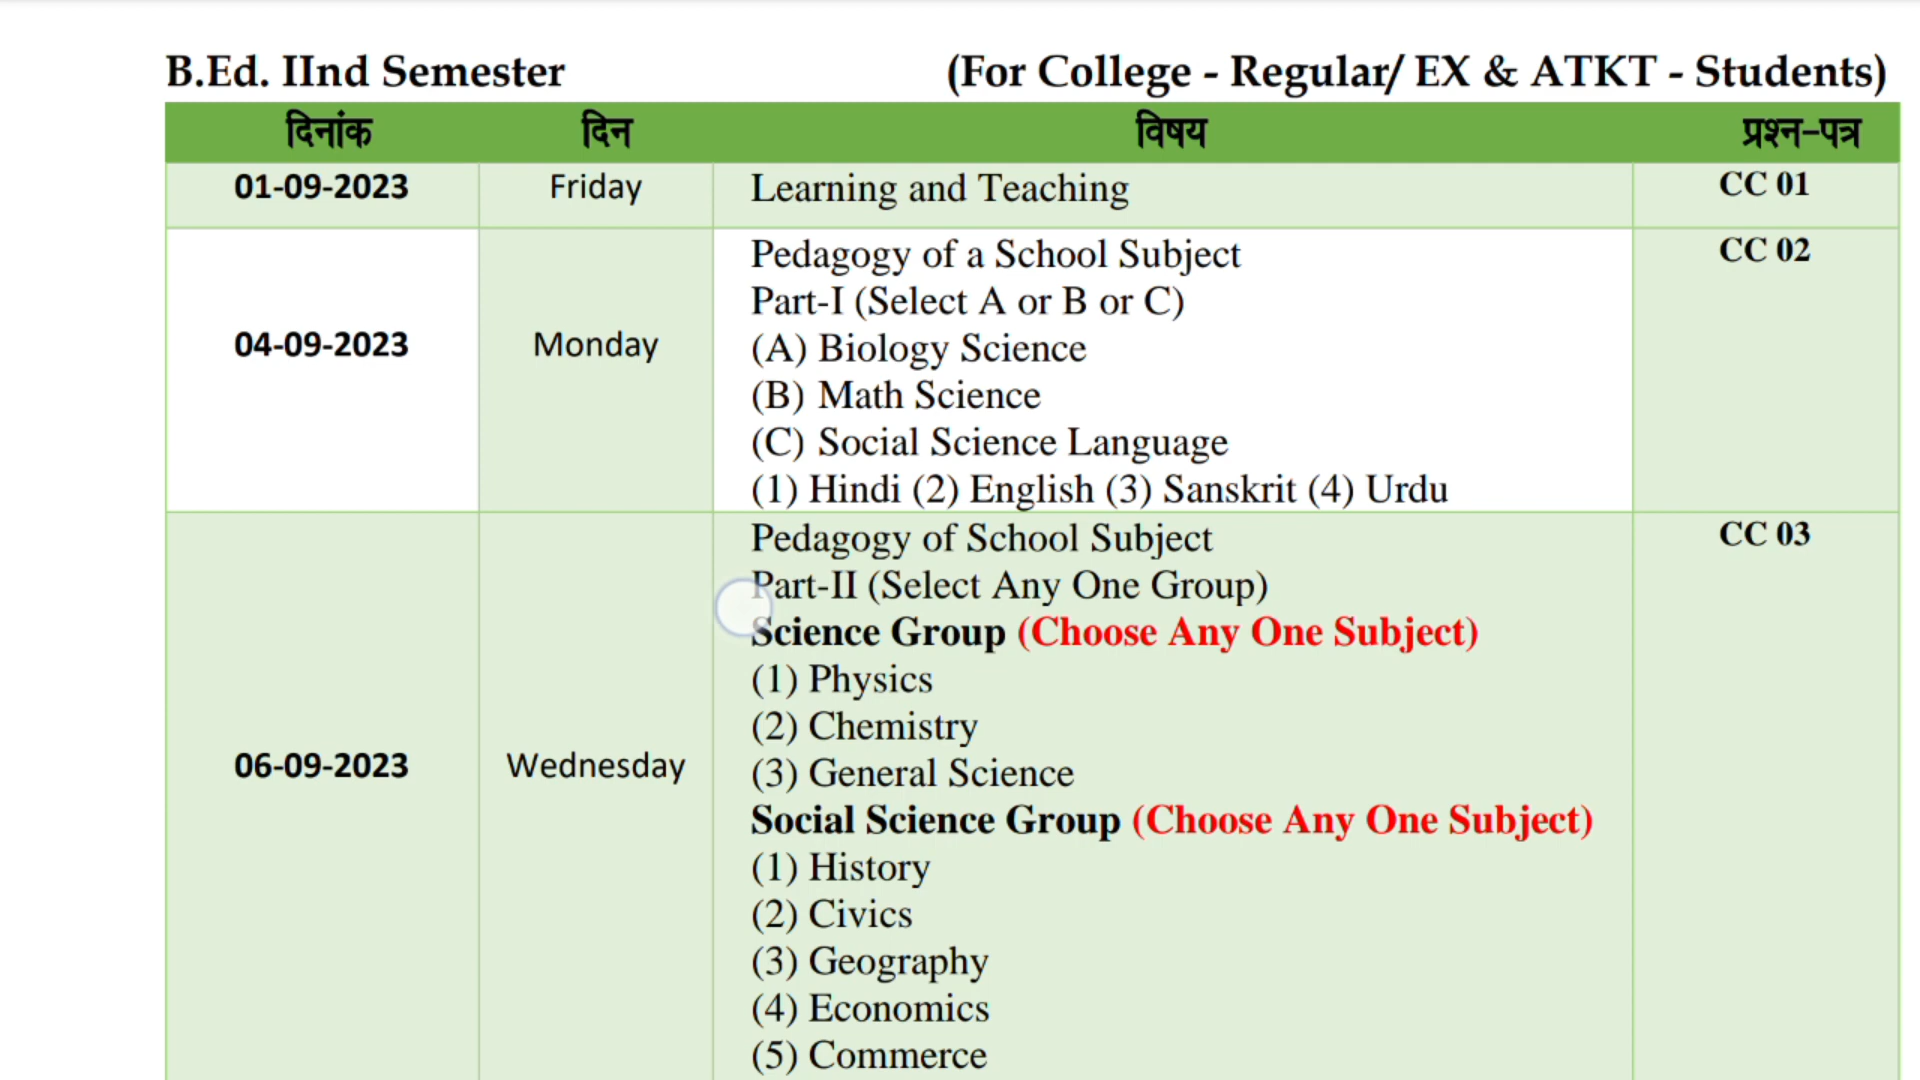 B.Ed. IInd Semester (For College - Regular/ EX & ATKT - Students)
दिनांक दिन विषय प्रश्न-पत्र
01-09-2023 Friday Learning and Teaching CC 01
Pedagogy of a School Subject CC 02
Part-I (Select A or B or C)
04-09-2023 Monday (A) Biology Science
(B) Math Science
(C) Social Science Language
(1) Hindi (2) English (3) Sanskrit (4) Urdu
Pedagogy of School Subject CC 03
Part-II (Select Any One Group)
Science Group (Choose Any One Subject)
(1) Physics
(2) Chemistry
06-09-2023 Wednesday (3) General Science
Social Science Group (Choose Any One Subject)
(1) History
(2) Civics
(3) Geography
(4) Economics
(5) Commerce